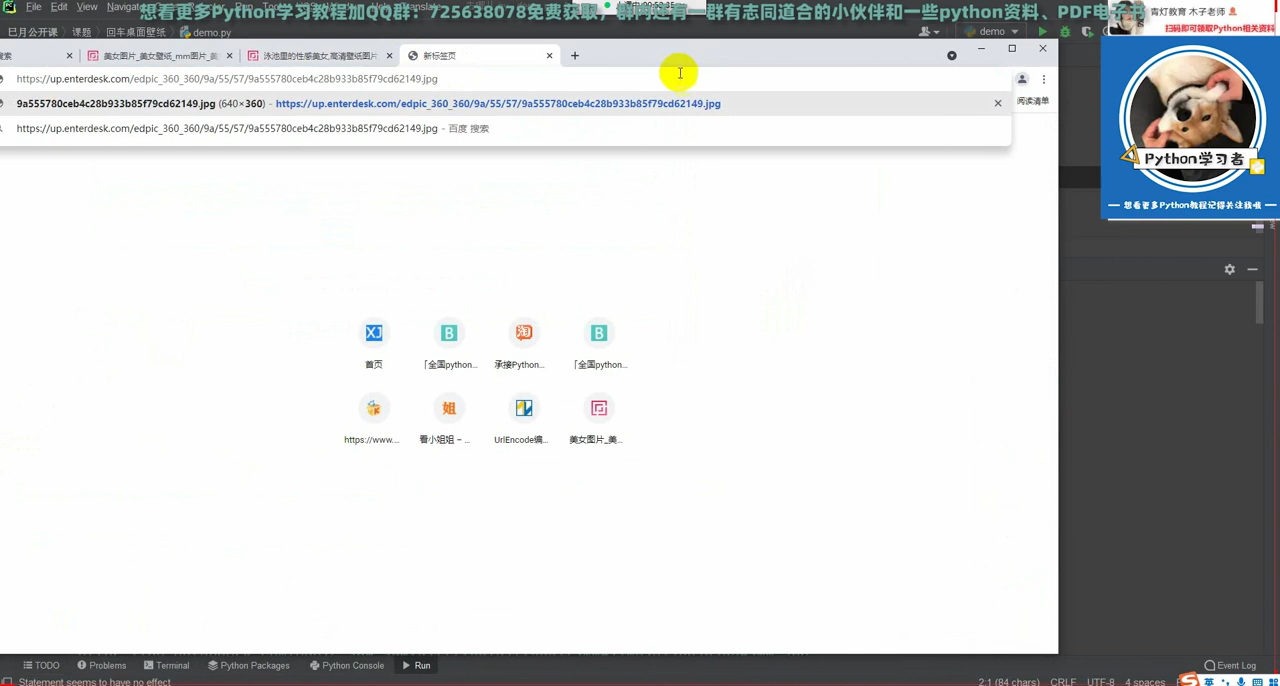 想看更多Python学习教程加QQ群：725638078免费获取，群内还有一群有志同道合的小伙伴和一些python资料、PDF电子书
青灯教育 木子老师
扫码即可领取Python相关资料
File Edit View Naviga
已月公开课 课题 回车桌面壁纸 demo.py
demo
搜索
美女图片_美女壁纸_mm图片_美
泳池里的性感美女,高清壁纸图片
新标签页
https://up.enterdesk.com/edpic_360_360/9a/55/57/9a555780ceb4c28b933b85f79cd62149.jpg
9a555780ceb4c28b933b85f79cd62149.jpg (640×360) - https://up.enterdesk.com/edpic_360_360/9a/55/57/9a555780ceb4c28b933b85f79cd62149.jpg
阅读清单
https://up.enterdesk.com/edpic_360_360/9a/55/57/9a555780ceb4c28b933b85f79cd62149.jpg - 百度 搜索
Python学习者
想看更多Python教程记得关注我哦
XJ B 淘 B
首页 「全国python... 承接Python... 「全国python...
姐
https://www.... 看小姐姐 – ... UrlEncode编... 美女图片_美...
TODO Problems Terminal Python Packages Python Console Run Event Log
Statement seems to have no effect 2:1 (84 chars) CRLF UTF-8 4 spaces
英